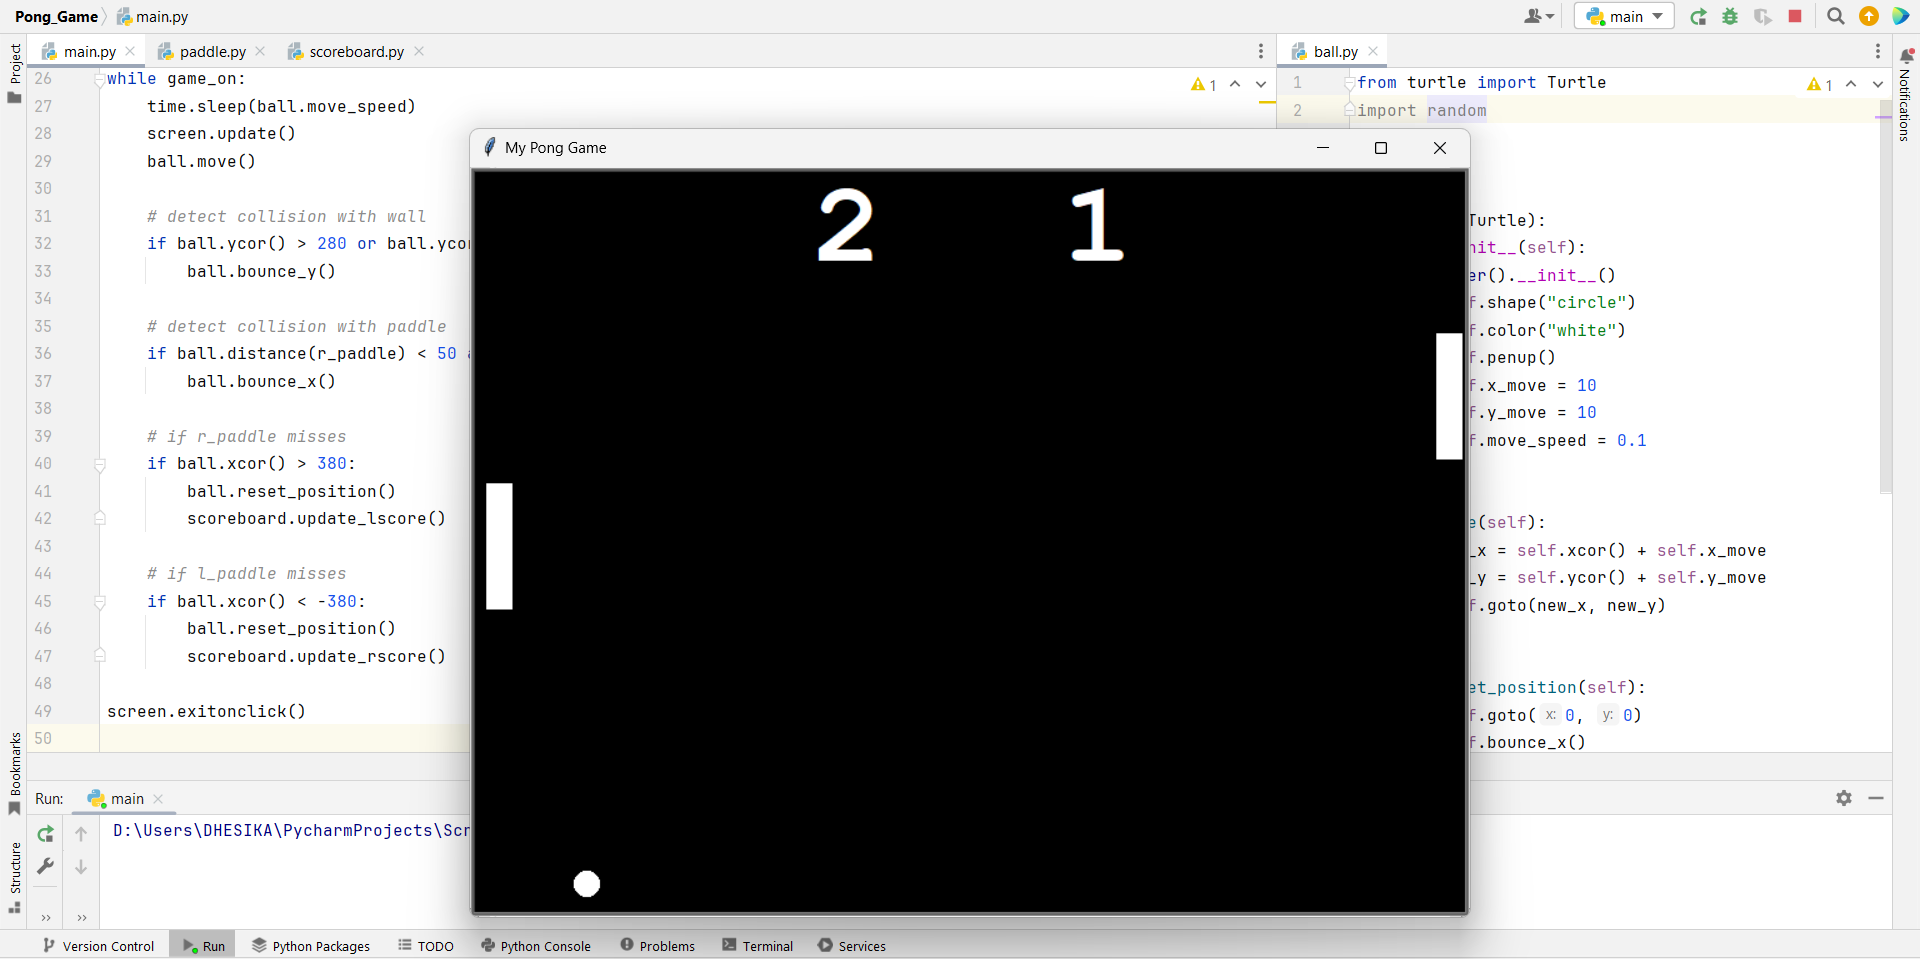 Pong_Game main.py
main
main.py paddle.py scoreboard.py
ball.py
Project
Bookmarks
Structure
Notifications
26 while game_on:
27 time.sleep(ball.move_speed)
28 screen.update()
29 ball.move()
30
31 # detect collision with wall
32 if ball.ycor() > 280 or ball.ycor
33 ball.bounce_y()
34
35 # detect collision with paddle
36 if ball.distance(r_paddle) < 50
37 ball.bounce_x()
38
39 # if r_paddle misses
40 if ball.xcor() > 380:
41 ball.reset_position()
42 scoreboard.update_lscore()
43
44 # if l_paddle misses
45 if ball.xcor() < -380:
46 ball.reset_position()
47 scoreboard.update_rscore()
48
49 screen.exitonclick()
50
1
My Pong Game
2 1
1 from turtle import Turtle
2 import random
1
Turtle):
nit__(self):
er().__init__()
f.shape("circle")
f.color("white")
f.penup()
f.x_move = 10
f.y_move = 10
f.move_speed = 0.1
e(self):
_x = self.xcor() + self.x_move
_y = self.ycor() + self.y_move
f.goto(new_x, new_y)
et_position(self):
f.goto( x: 0, y: 0)
f.bounce_x()
Run: main
D:\Users\DHESIKA\PycharmProjects\Scr
Version Control Run Python Packages TODO Python Console Problems Terminal Services